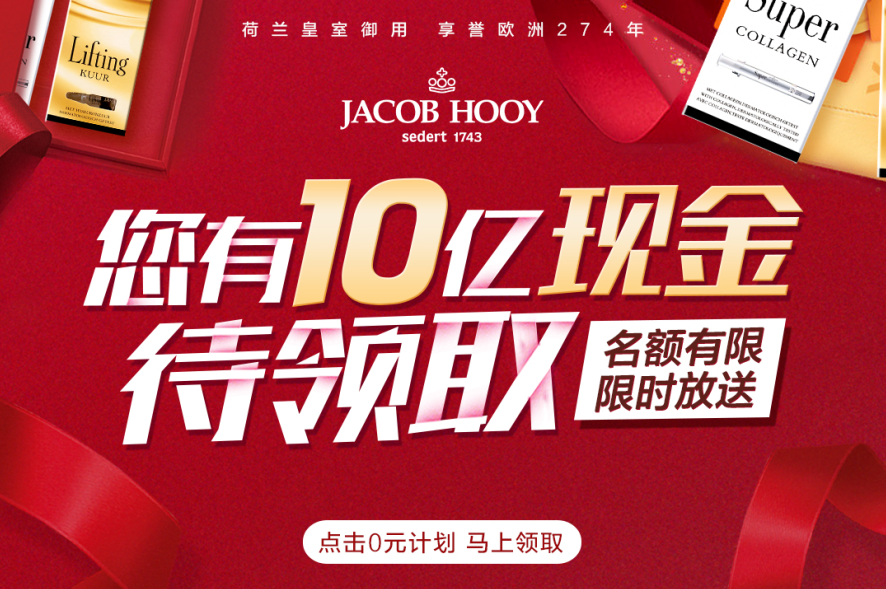 荷兰皇室御用 享誉欧洲274年
Lifting
KUUR
Super
COLLAGEN
JACOB HOOY
sedert 1743
您有10亿现金
待领取
名额有限
限时放送
点击0元计划 马上领取